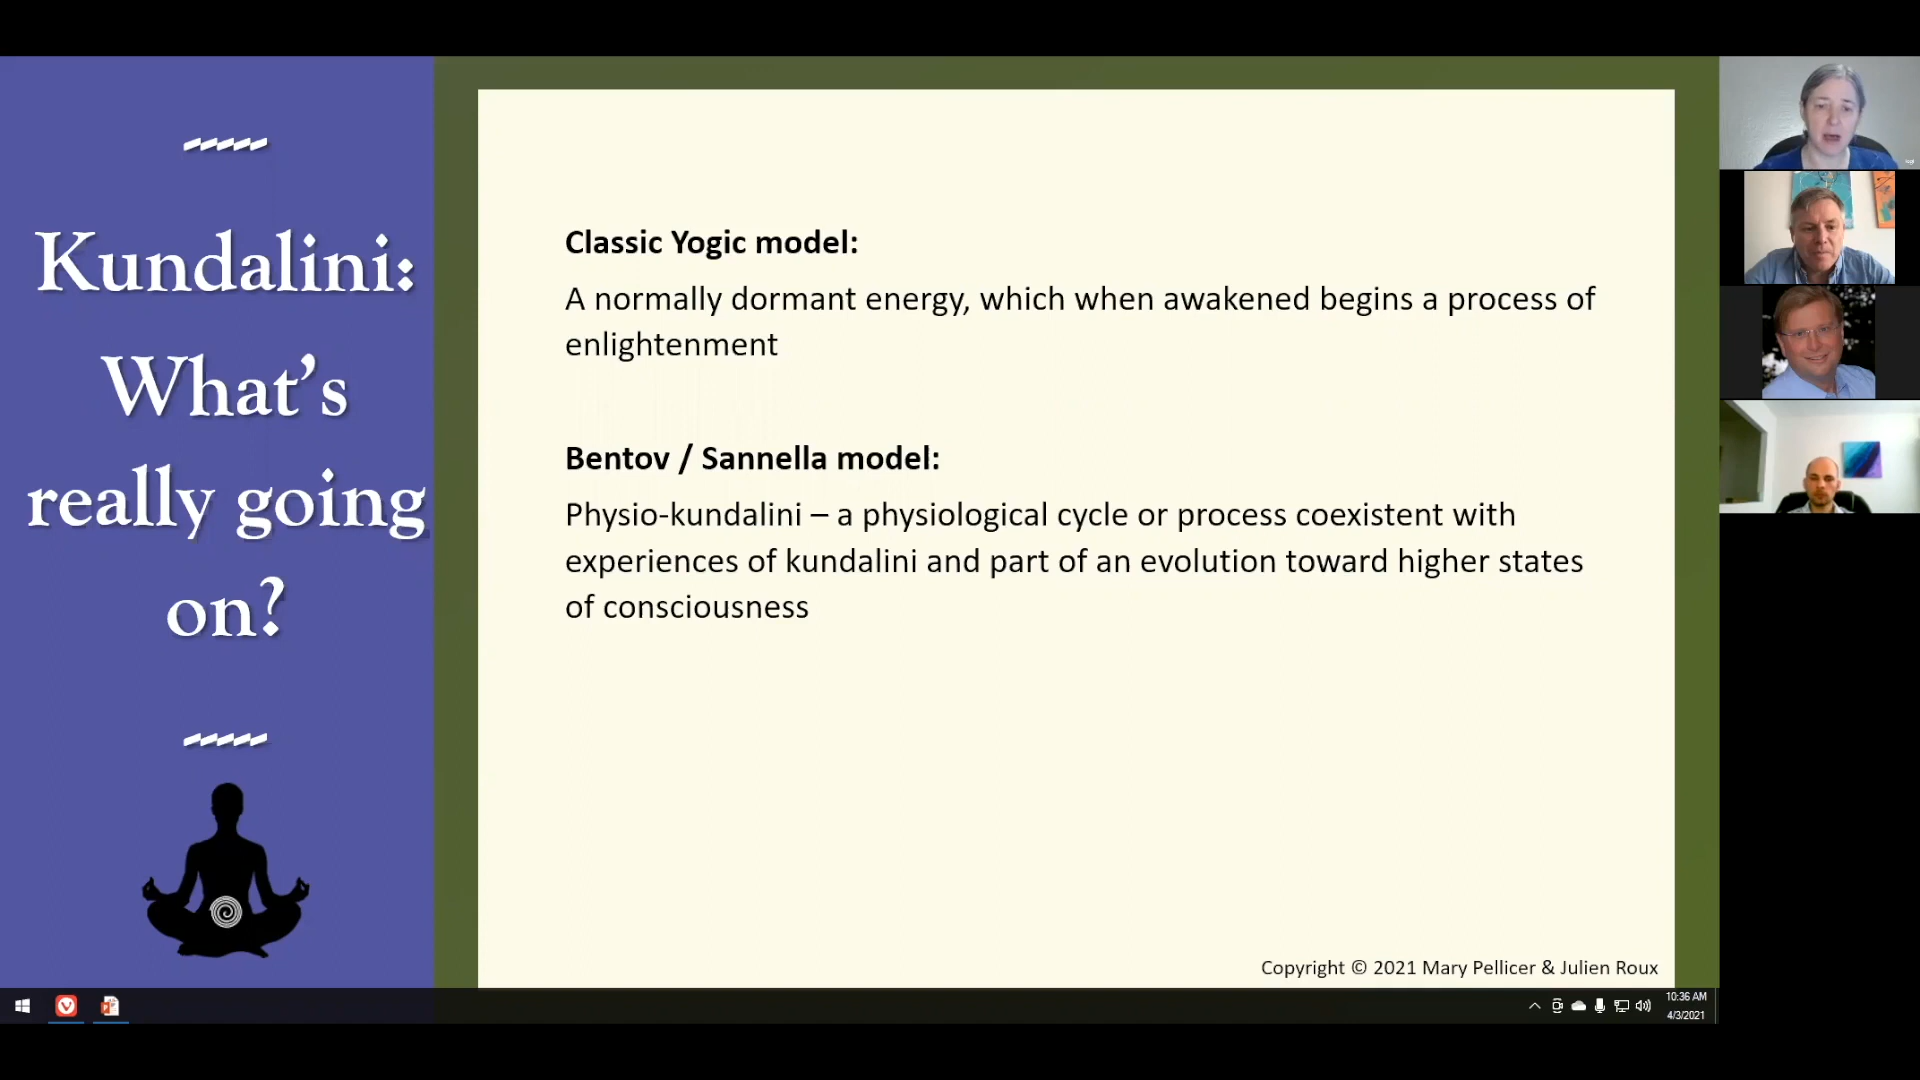 Kundalini:
What's
really going
on?
Classic Yogic model:
A normally dormant energy, which when awakened begins a process of
enlightenment
Bentov / Sannella model:
Physio-kundalini – a physiological cycle or process coexistent with
experiences of kundalini and part of an evolution toward higher states
of consciousness
Copyright © 2021 Mary Pellicer & Julien Roux
10:36 AM
4/3/2021